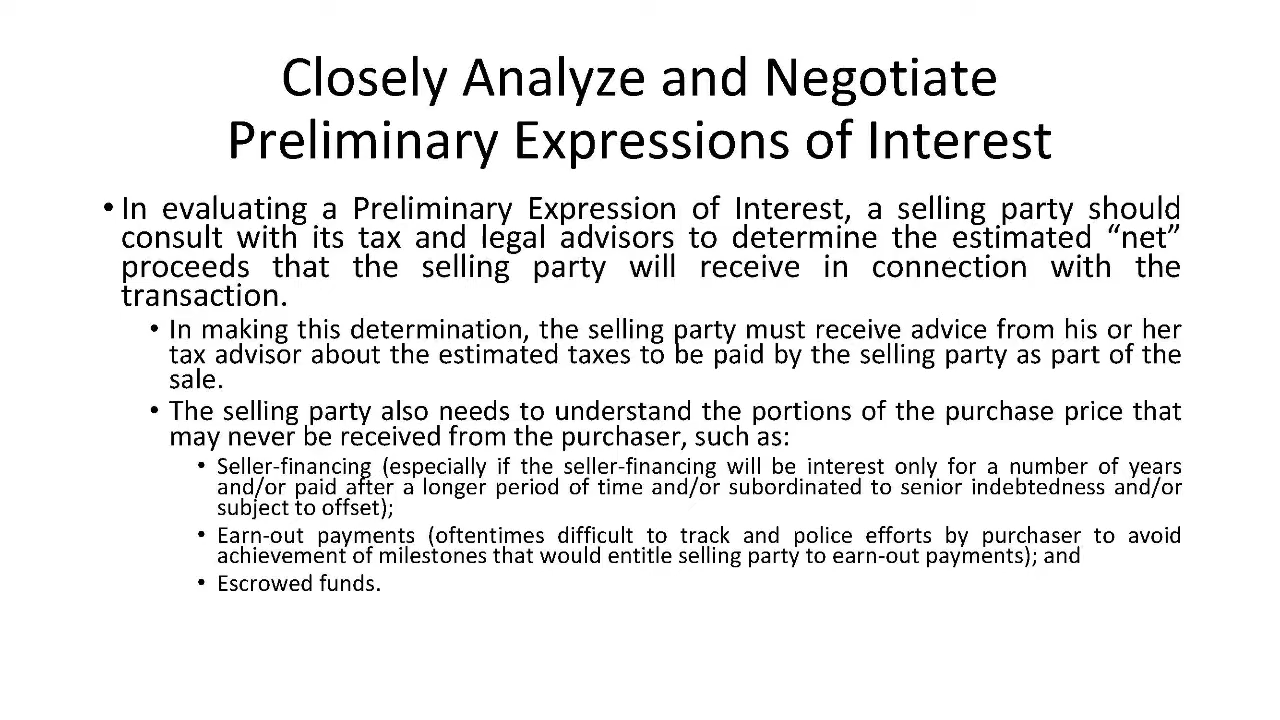 Closely Analyze and Negotiate
Preliminary Expressions of Interest
• In evaluating a Preliminary Expression of Interest, a selling party should
consult with its tax and legal advisors to determine the estimated “net”
proceeds that the selling party will receive in connection with the
transaction.
• In making this determination, the selling party must receive advice from his or her
tax advisor about the estimated taxes to be paid by the selling party as part of the
sale.
• The selling party also needs to understand the portions of the purchase price that
may never be received from the purchaser, such as:
• Seller-financing (especially if the seller-financing will be interest only for a number of years
and/or paid after a longer period of time and/or subordinated to senior indebtedness and/or
subject to offset);
• Earn-out payments (oftentimes difficult to track and police efforts by purchaser to avoid
achievement of milestones that would entitle selling party to earn-out payments); and
• Escrowed funds.